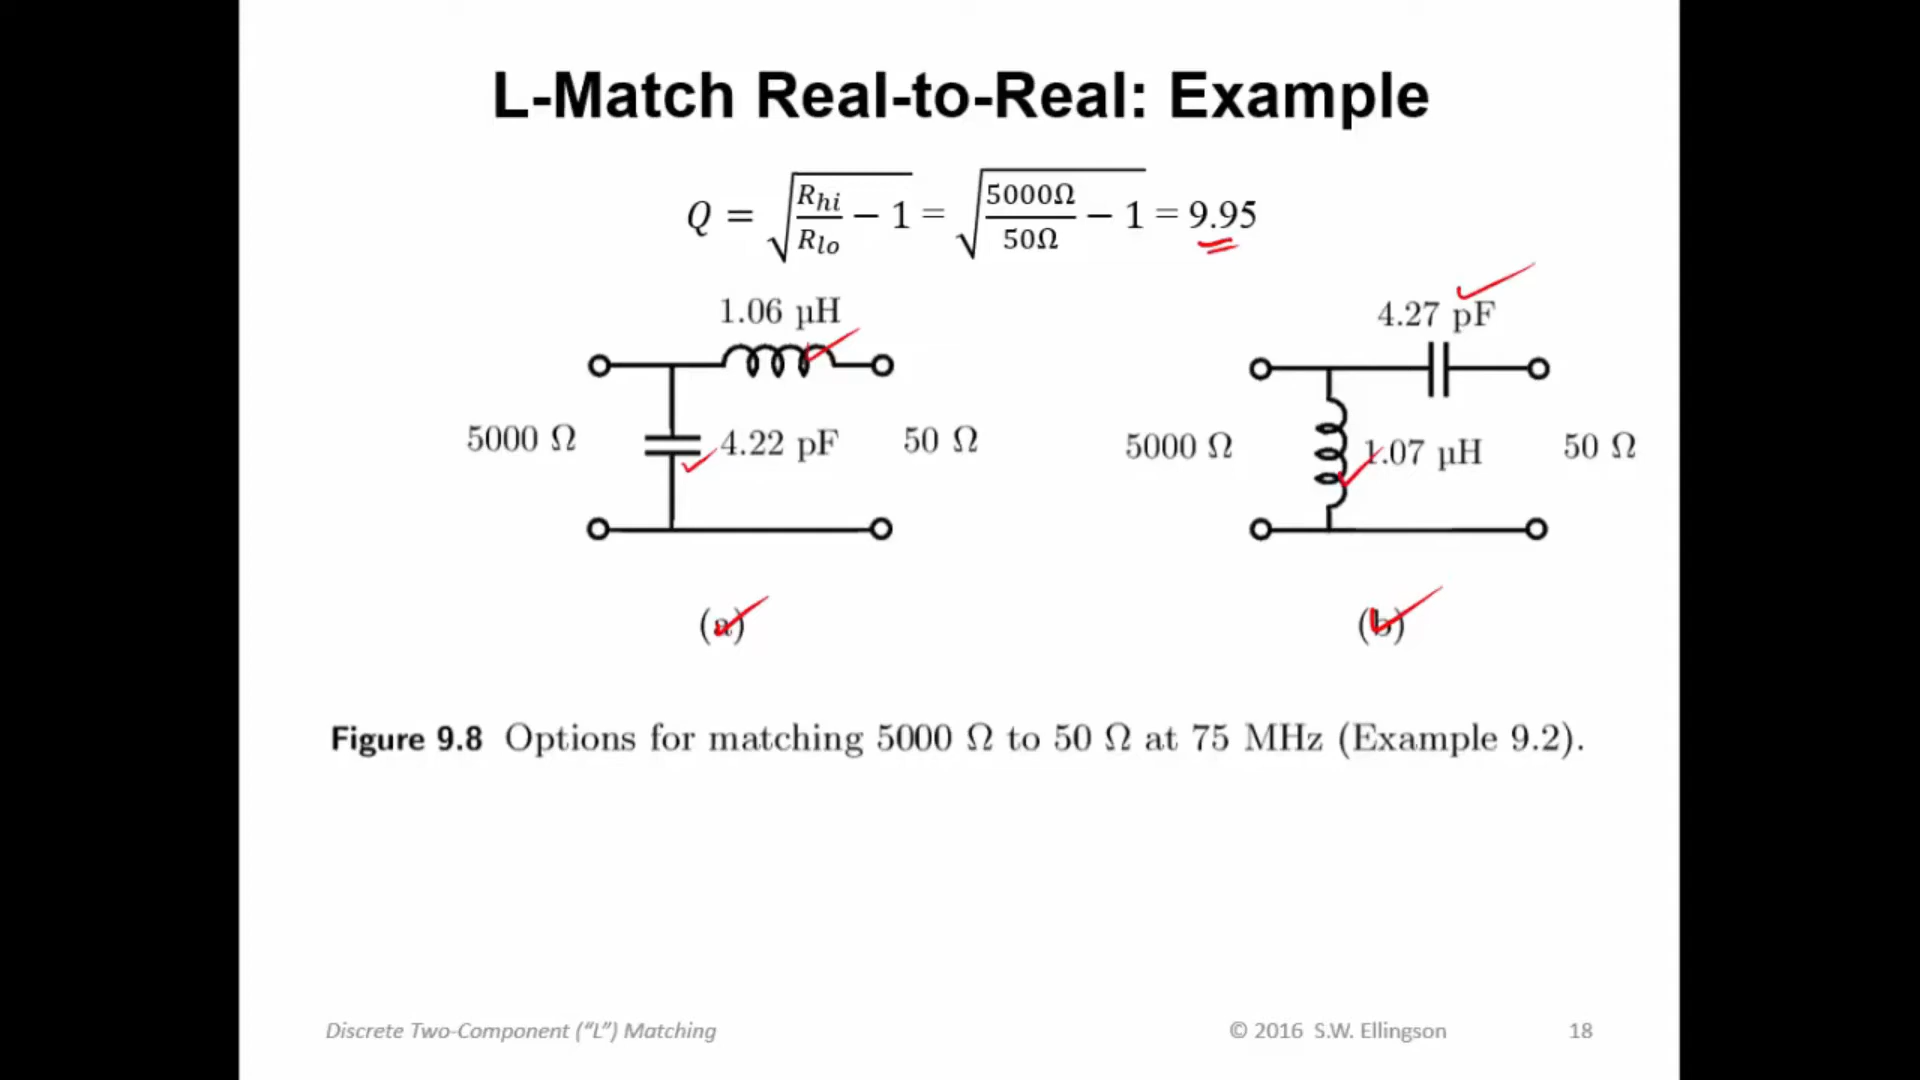 L-Match Real-to-Real: Example
Q = √(R_hi/R_lo − 1) = √(5000Ω/50Ω − 1) = 9.95
1.06 μH
4.27 pF
5000 Ω
4.22 pF
50 Ω
5000 Ω
1.07 μH
50 Ω
(a)
(b)
Figure 9.8 Options for matching 5000 Ω to 50 Ω at 75 MHz (Example 9.2).
Discrete Two-Component (“L”) Matching
© 2016 S.W. Ellingson
18